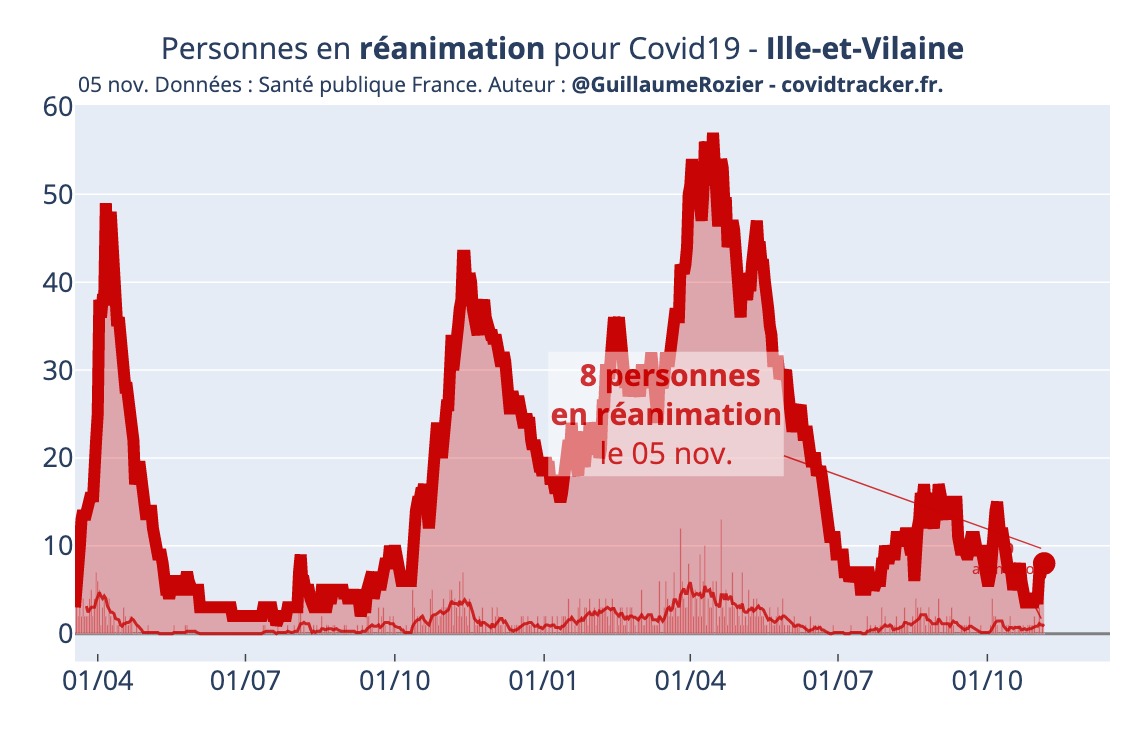 Personnes en réanimation pour Covid19 - Ille-et-Vilaine
05 nov. Données : Santé publique France. Auteur : @GuillaumeRozier - covidtracker.fr.
60
50
40
30
20
10
0
8 personnes
en réanimation
le 05 nov.
01/04
01/07
01/10
01/01
01/04
01/07
01/10